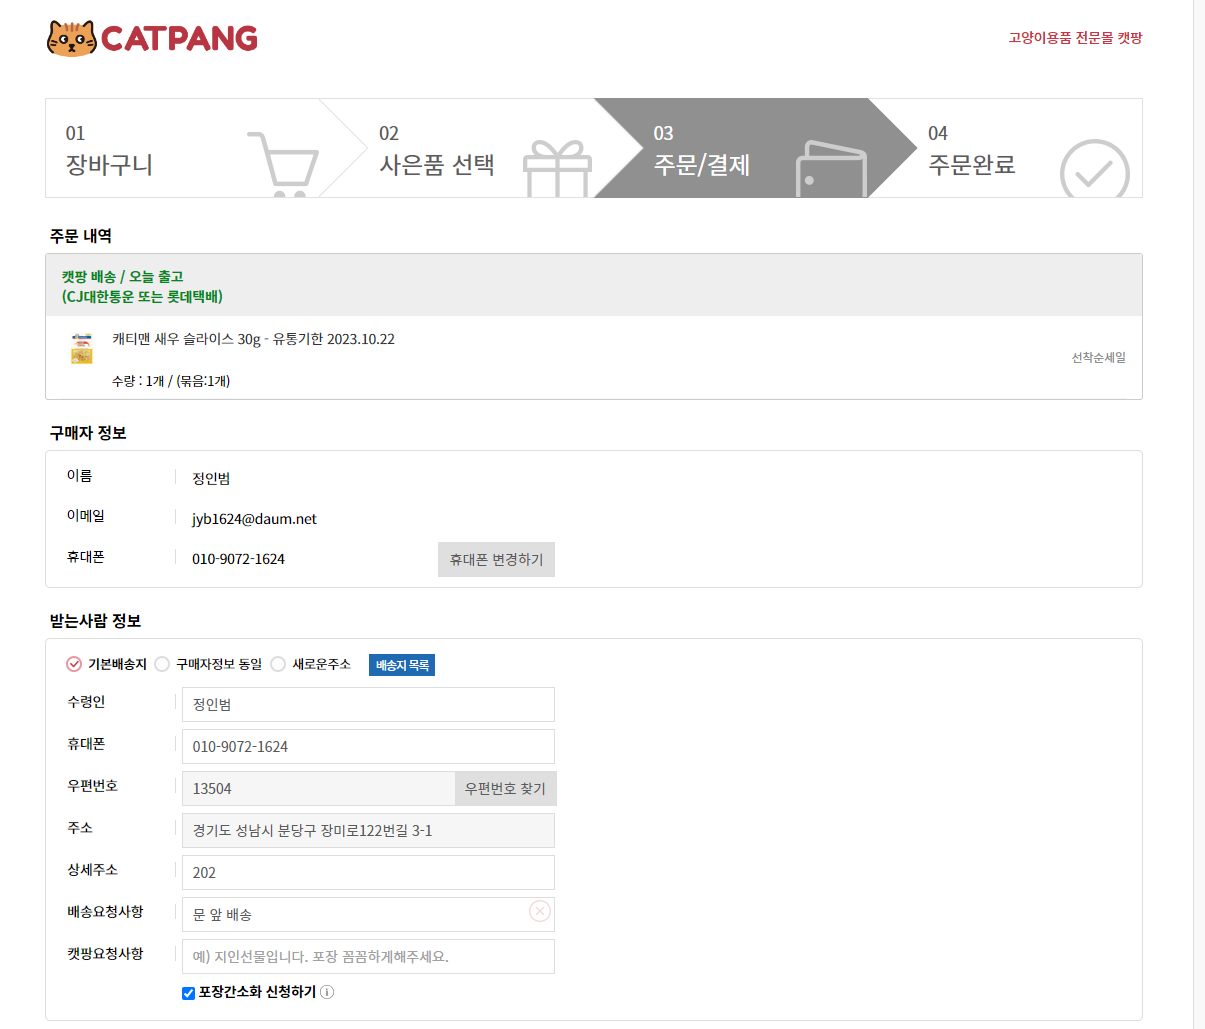 CATPANG
고양이용품 전문몰 캣팡
01
장바구니
02
사은품 선택
03
주문/결제
04
주문완료
주문 내역
캣팡 배송 / 오늘 출고
(CJ대한통운 또는 롯데택배)
캐티맨 새우 슬라이스 30g - 유통기한 2023.10.22
선착순세일
수량 : 1개 / (묶음:1개)
구매자 정보
이름 정인범
이메일 jyb1624@daum.net
휴대폰 010-9072-1624 휴대폰 변경하기
받는사람 정보
기본배송지 구매자정보 동일 새로운주소 배송지 목록
수령인 정인범
휴대폰 010-9072-1624
우편번호 13504 우편번호 찾기
주소 경기도 성남시 분당구 장미로122번길 3-1
상세주소 202
배송요청사항 문 앞 배송
캣팡요청사항 예) 지인선물입니다. 포장 꼼꼼하게해주세요.
포장간소화 신청하기